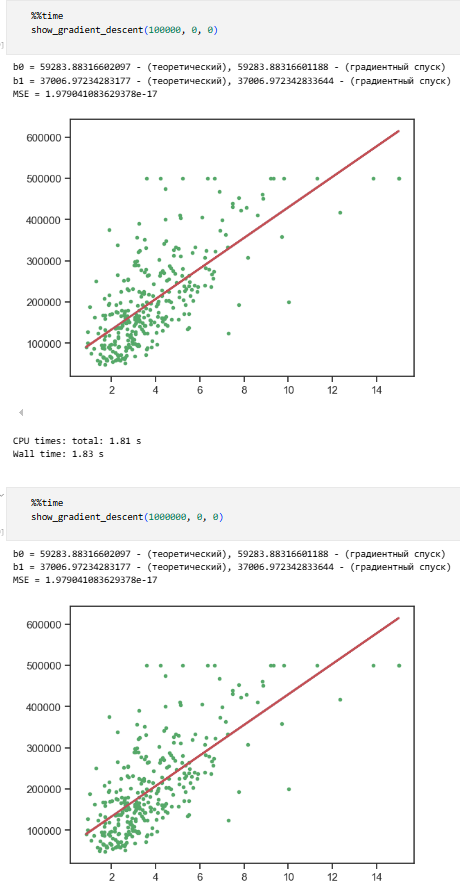 %%time
show_gradient_descent(100000, 0, 0)
b0 = 59283.88316602097 - (теоретический), 59283.88316601188 - (градиентный спуск)
b1 = 37006.97234283177 - (теоретический), 37006.972342833644 - (градиентный спуск)
MSE = 1.979041083629378e-17
600000
500000
400000
300000
200000
100000
2 4 6 8 10 12 14
CPU times: total: 1.81 s
Wall time: 1.83 s
%%time
show_gradient_descent(1000000, 0, 0)
b0 = 59283.88316602097 - (теоретический), 59283.88316601188 - (градиентный спуск)
b1 = 37006.97234283177 - (теоретический), 37006.972342833644 - (градиентный спуск)
MSE = 1.979041083629378e-17
600000
500000
400000
300000
200000
100000
2 4 6 8 10 12 14